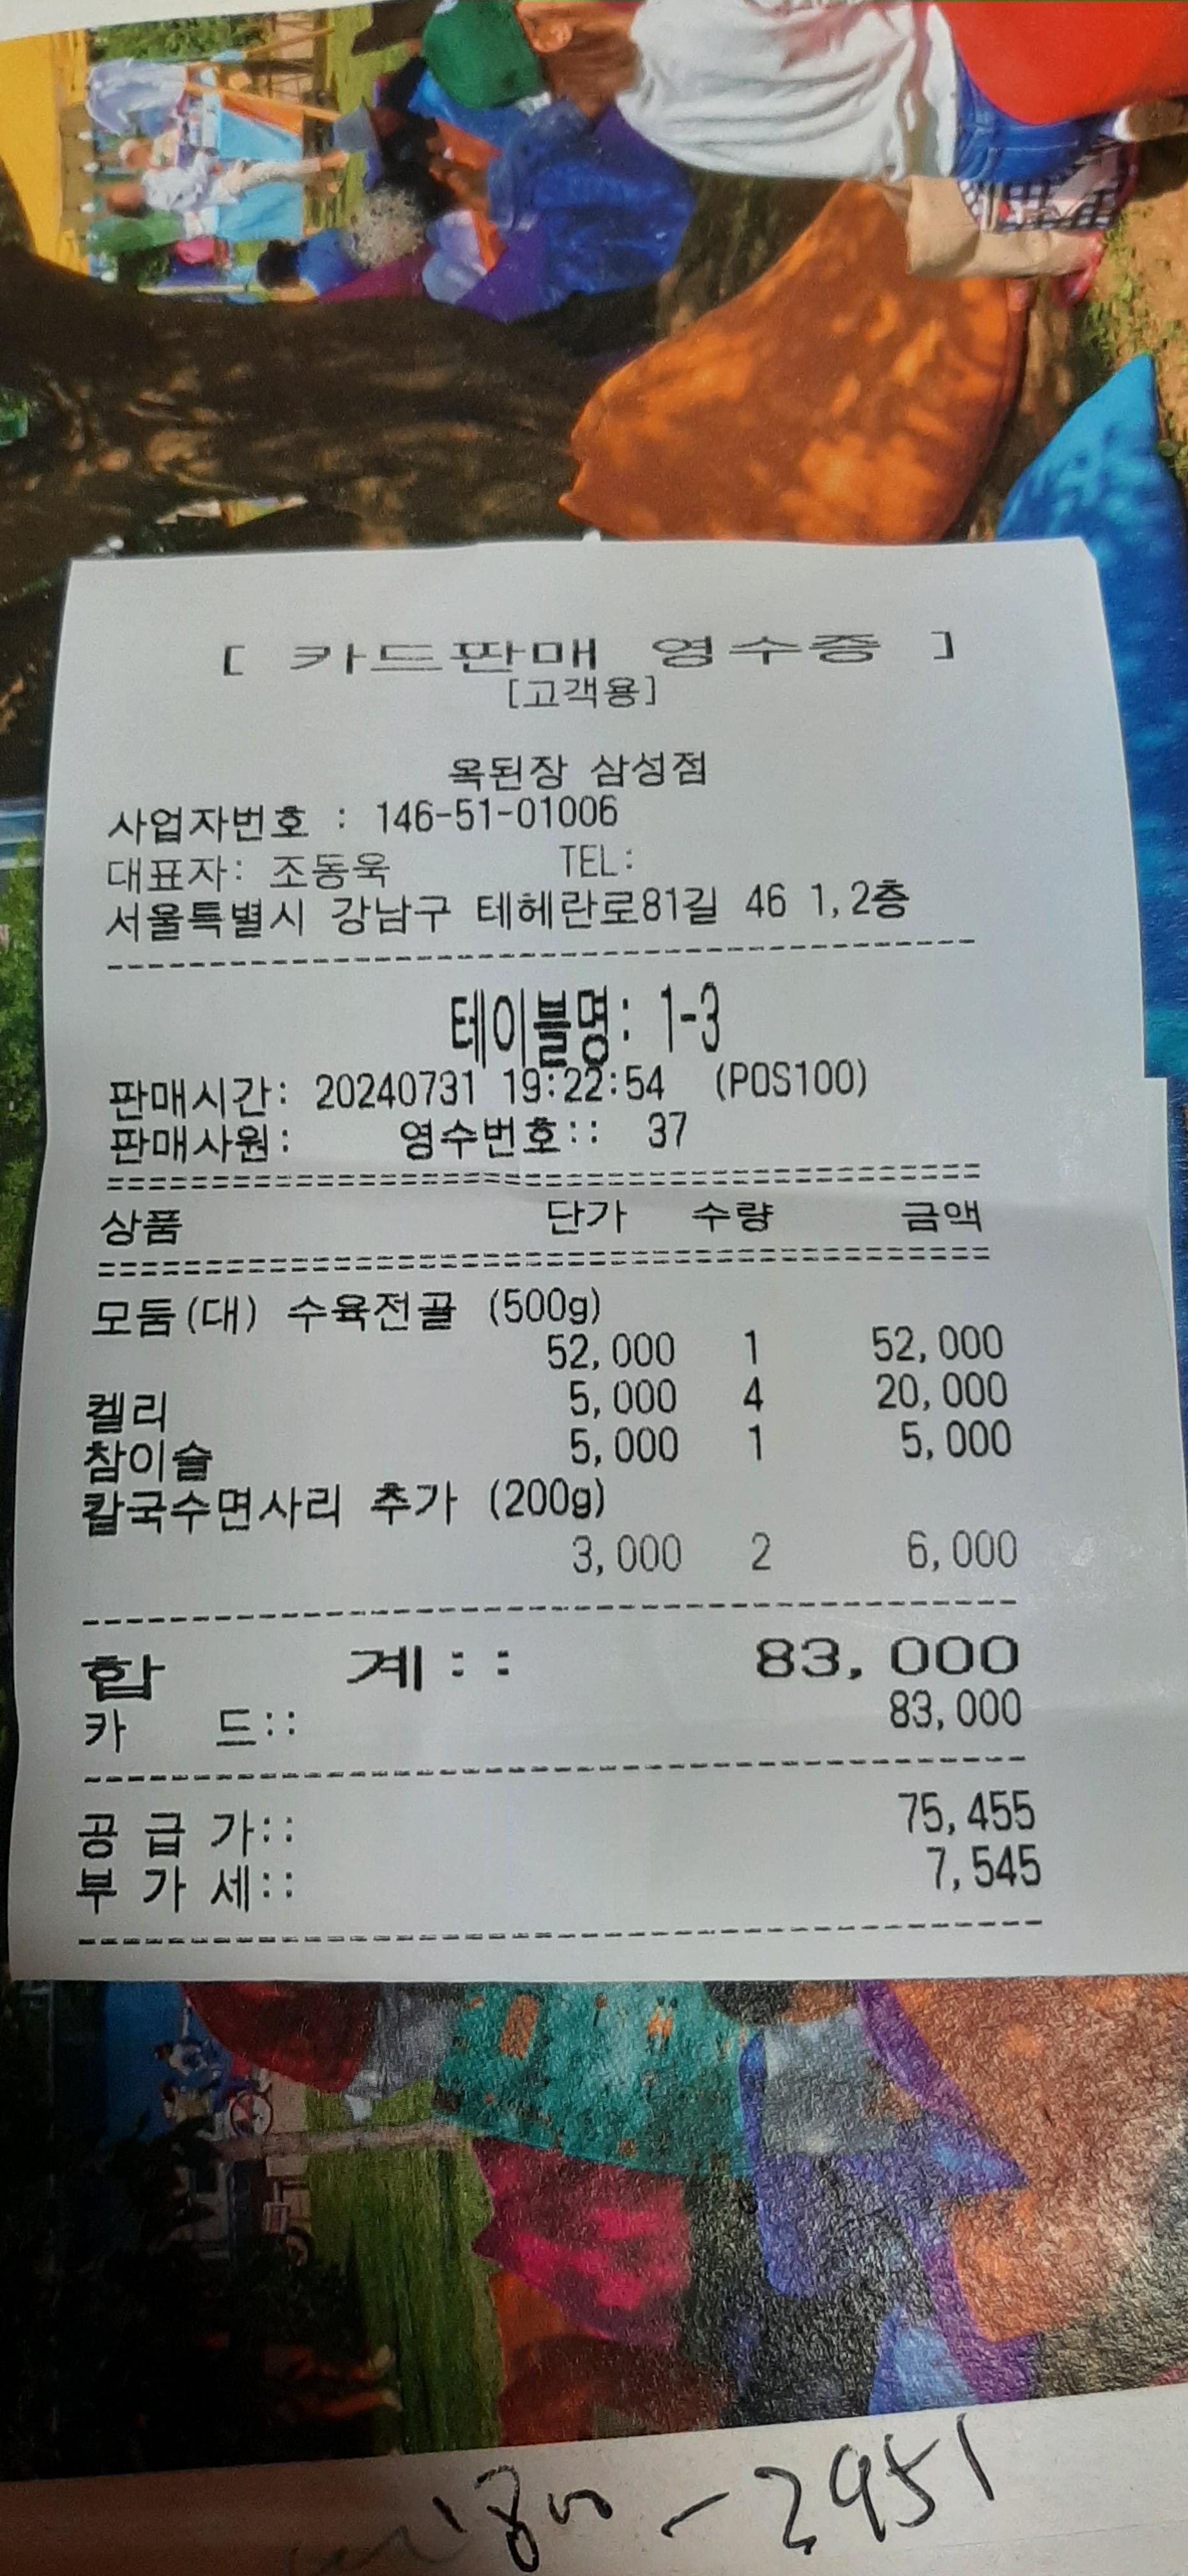 [ 카드판매 영수증 ]
[고객용]
옥된장 삼성점
사업자번호 : 146-51-01006
대표자: 조동욱 TEL:
서울특별시 강남구 테헤란로81길 46 1,2층
테이블명: 1-3
판매시간: 20240731 19:22:54 (POS100)
판매사원: 영수번호:: 37
상품 단가 수량 금액
모둠(대) 수육전골 (500g)
52,000 1 52,000
켈리 5,000 4 20,000
참이슬 5,000 1 5,000
칼국수면사리 추가 (200g)
3,000 2 6,000
합 계:: 83,000
카 드:: 83,000
공 급 가:: 75,455
부 가 세:: 7,545
-2951